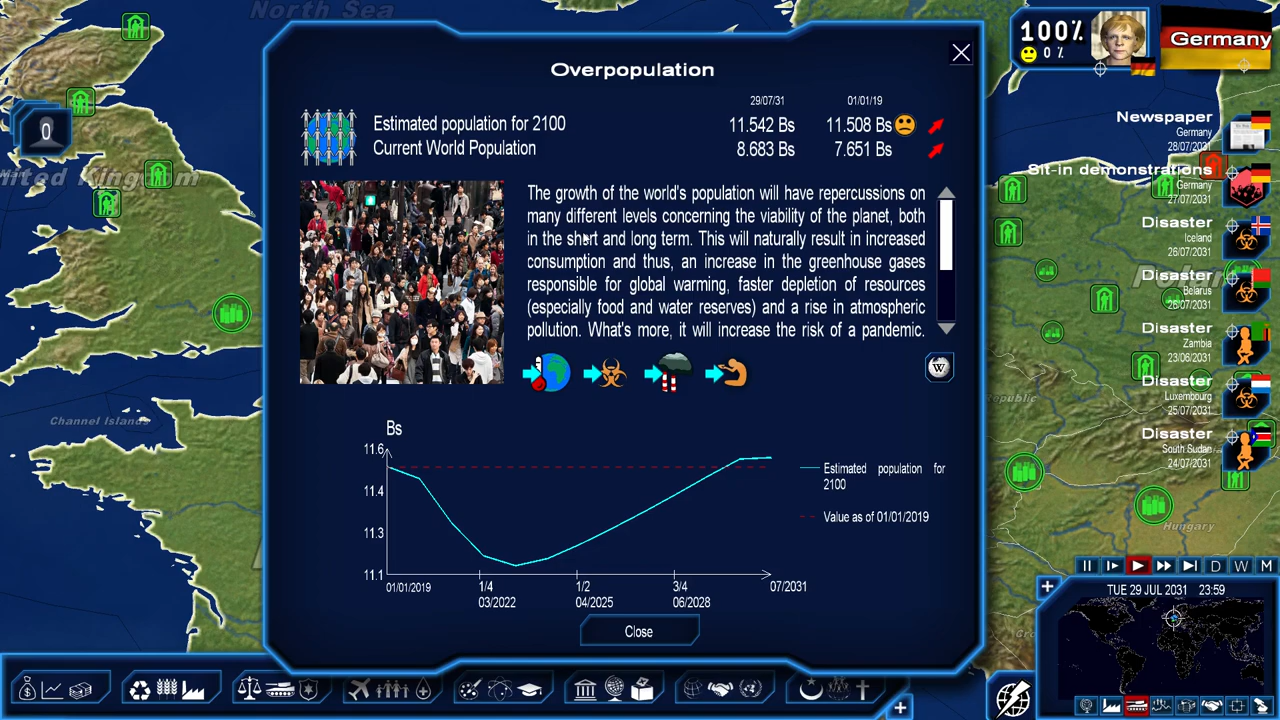 North Sea
nited Kingdom
Channel Islands
Republic
Hungary
0
Overpopulation
29/07/31 01/01/19
Estimated population for 2100 11.542 Bs 11.508 Bs
Current World Population 8.683 Bs 7.651 Bs
The growth of the world's population will have repercussions on
many different levels concerning the viability of the planet, both
in the short and long term. This will naturally result in increased
consumption and thus, an increase in the greenhouse gases
responsible for global warming, faster depletion of resources
(especially food and water reserves) and a rise in atmospheric
pollution. What's more, it will increase the risk of a pandemic.
W
Bs
11.6
11.4
11.3
11.1
01/01/2019
1/4
03/2022
1/2
04/2025
3/4
06/2028
07/2031
Estimated population for
2100
Value as of 01/01/2019
Close
100%
0 %
Germany
Newspaper
Germany
28/07/2031
Sit-in demonstrations
Germany
27/07/2031
Disaster
Iceland
26/07/2031
Disaster
Belarus
26/07/2031
Disaster
Zambia
23/06/2031
Disaster
Luxembourg
25/07/2031
Disaster
South Sudan
24/07/2031
D W M
TUE 29 JUL 2031 23:59